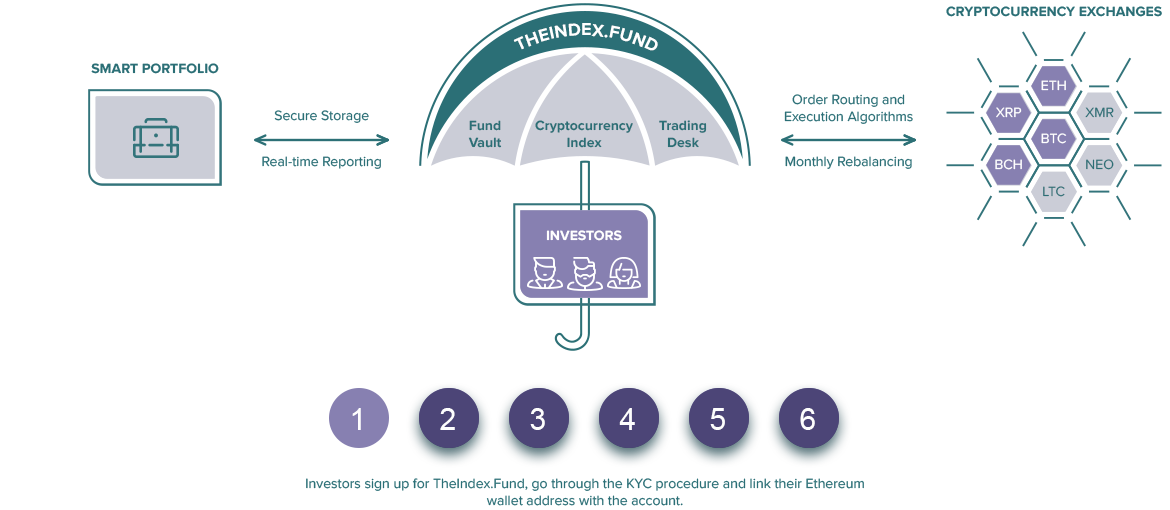 CRYPTOCURRENCY EXCHANGES
THEINDEX.FUND
SMART PORTFOLIO
Secure Storage
Real-time Reporting
Fund
Vault
Cryptocurrency
Index
Trading
Desk
Order Routing and
Execution Algorithms
Monthly Rebalancing
ETH
XRP
XMR
BTC
BCH
NEO
LTC
INVESTORS
1 2 3 4 5 6
Investors sign up for TheIndex.Fund, go through the KYC procedure and link their Ethereum
wallet address with the account.